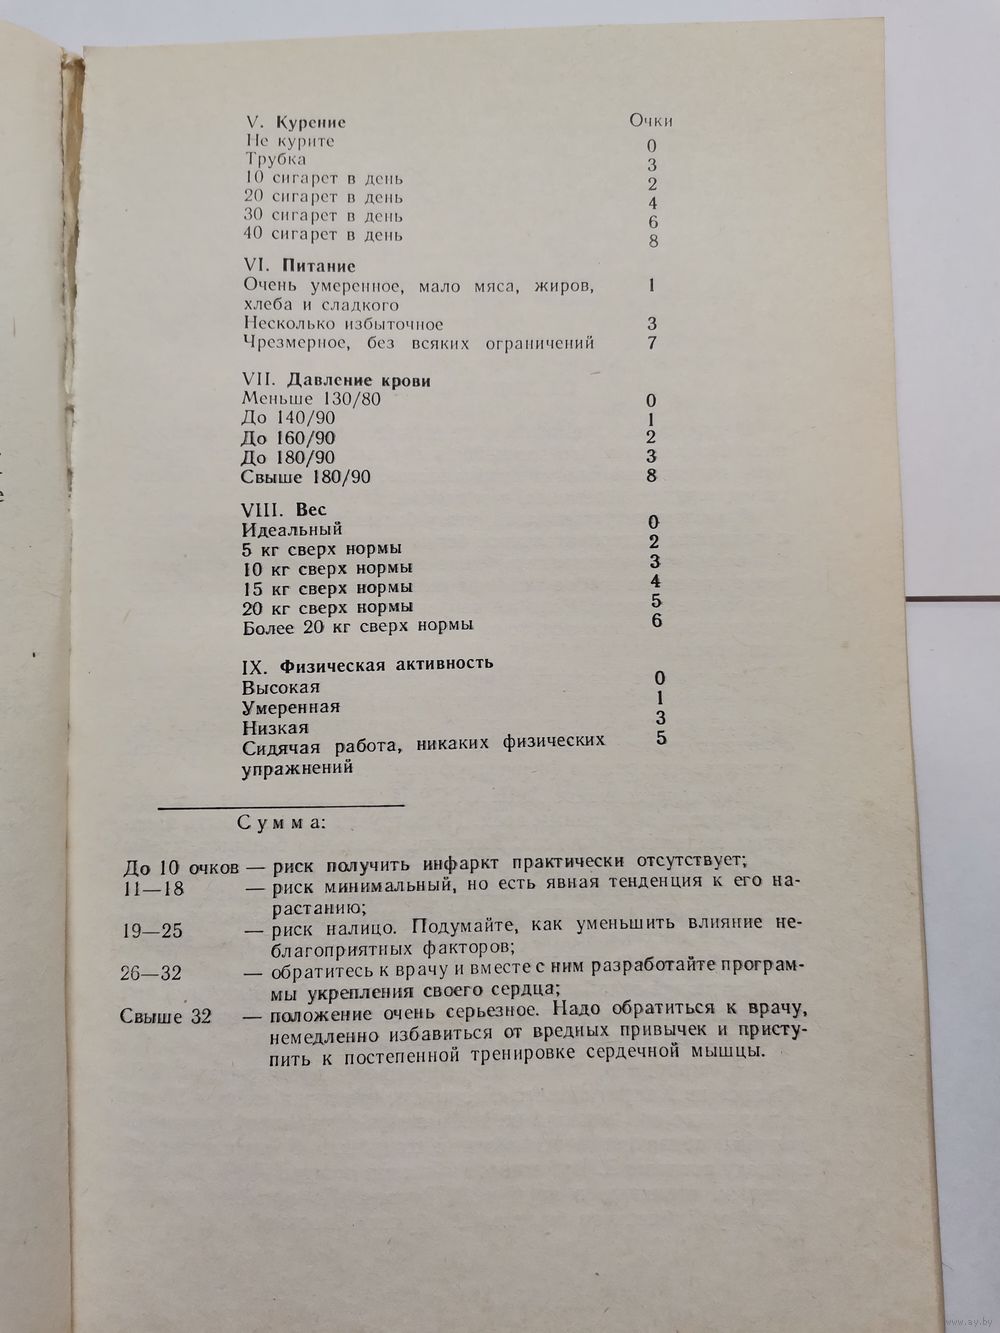 V. Курение Очки
Не курите 0
Трубка 3
10 сигарет в день 2
20 сигарет в день 4
30 сигарет в день 6
40 сигарет в день 8
VI. Питание
Очень умеренное, мало мяса, жиров, 1
хлеба и сладкого
Несколько избыточное 3
Чрезмерное, без всяких ограничений 7
VII. Давление крови
Меньше 130/80 0
До 140/90 1
До 160/90 2
До 180/90 3
Свыше 180/90 8
VIII. Вес
Идеальный 0
5 кг сверх нормы 2
10 кг сверх нормы 3
15 кг сверх нормы 4
20 кг сверх нормы 5
Более 20 кг сверх нормы 6
IX. Физическая активность
Высокая 0
Умеренная 1
Низкая 3
Сидячая работа, никаких физических 5
упражнений
Сумма:
До 10 очков — риск получить инфаркт практически отсутствует;
11—18 — риск минимальный, но есть явная тенденция к его на-
растанию;
19—25 — риск налицо. Подумайте, как уменьшить влияние не-
благоприятных факторов;
26—32 — обратитесь к врачу и вместе с ним разработайте програм-
мы укрепления своего сердца;
Свыше 32 — положение очень серьезное. Надо обратиться к врачу,
немедленно избавиться от вредных привычек и присту-
пить к постепенной тренировке сердечной мышцы.
www.ay.by